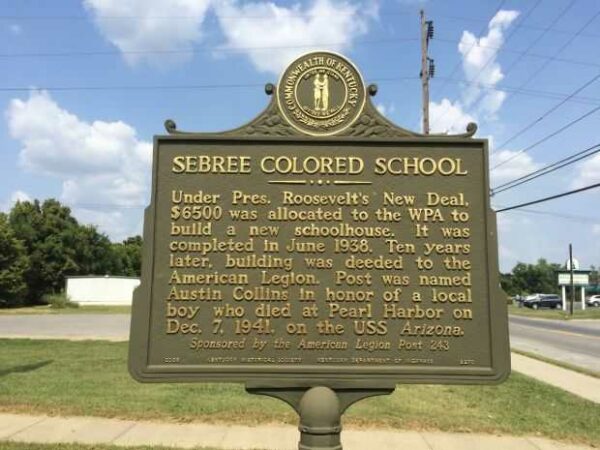 COMMONWEALTH OF KENTUCKY
SEBREE COLORED SCHOOL
Under Pres. Roosevelt's New Deal,
$6500 was allocated to the WPA to
build a new schoolhouse. It was
completed in June 1938. Ten years
later, building was deeded to the
American Legion. Post was named
Austin Collins in honor of a local
boy who died at Pearl Harbor on
Dec. 7, 1941, on the USS Arizona.
Sponsored by the American Legion Post 243
KENTUCKY HISTORICAL SOCIETY KENTUCKY DEPARTMENT OF HIGHWAYS